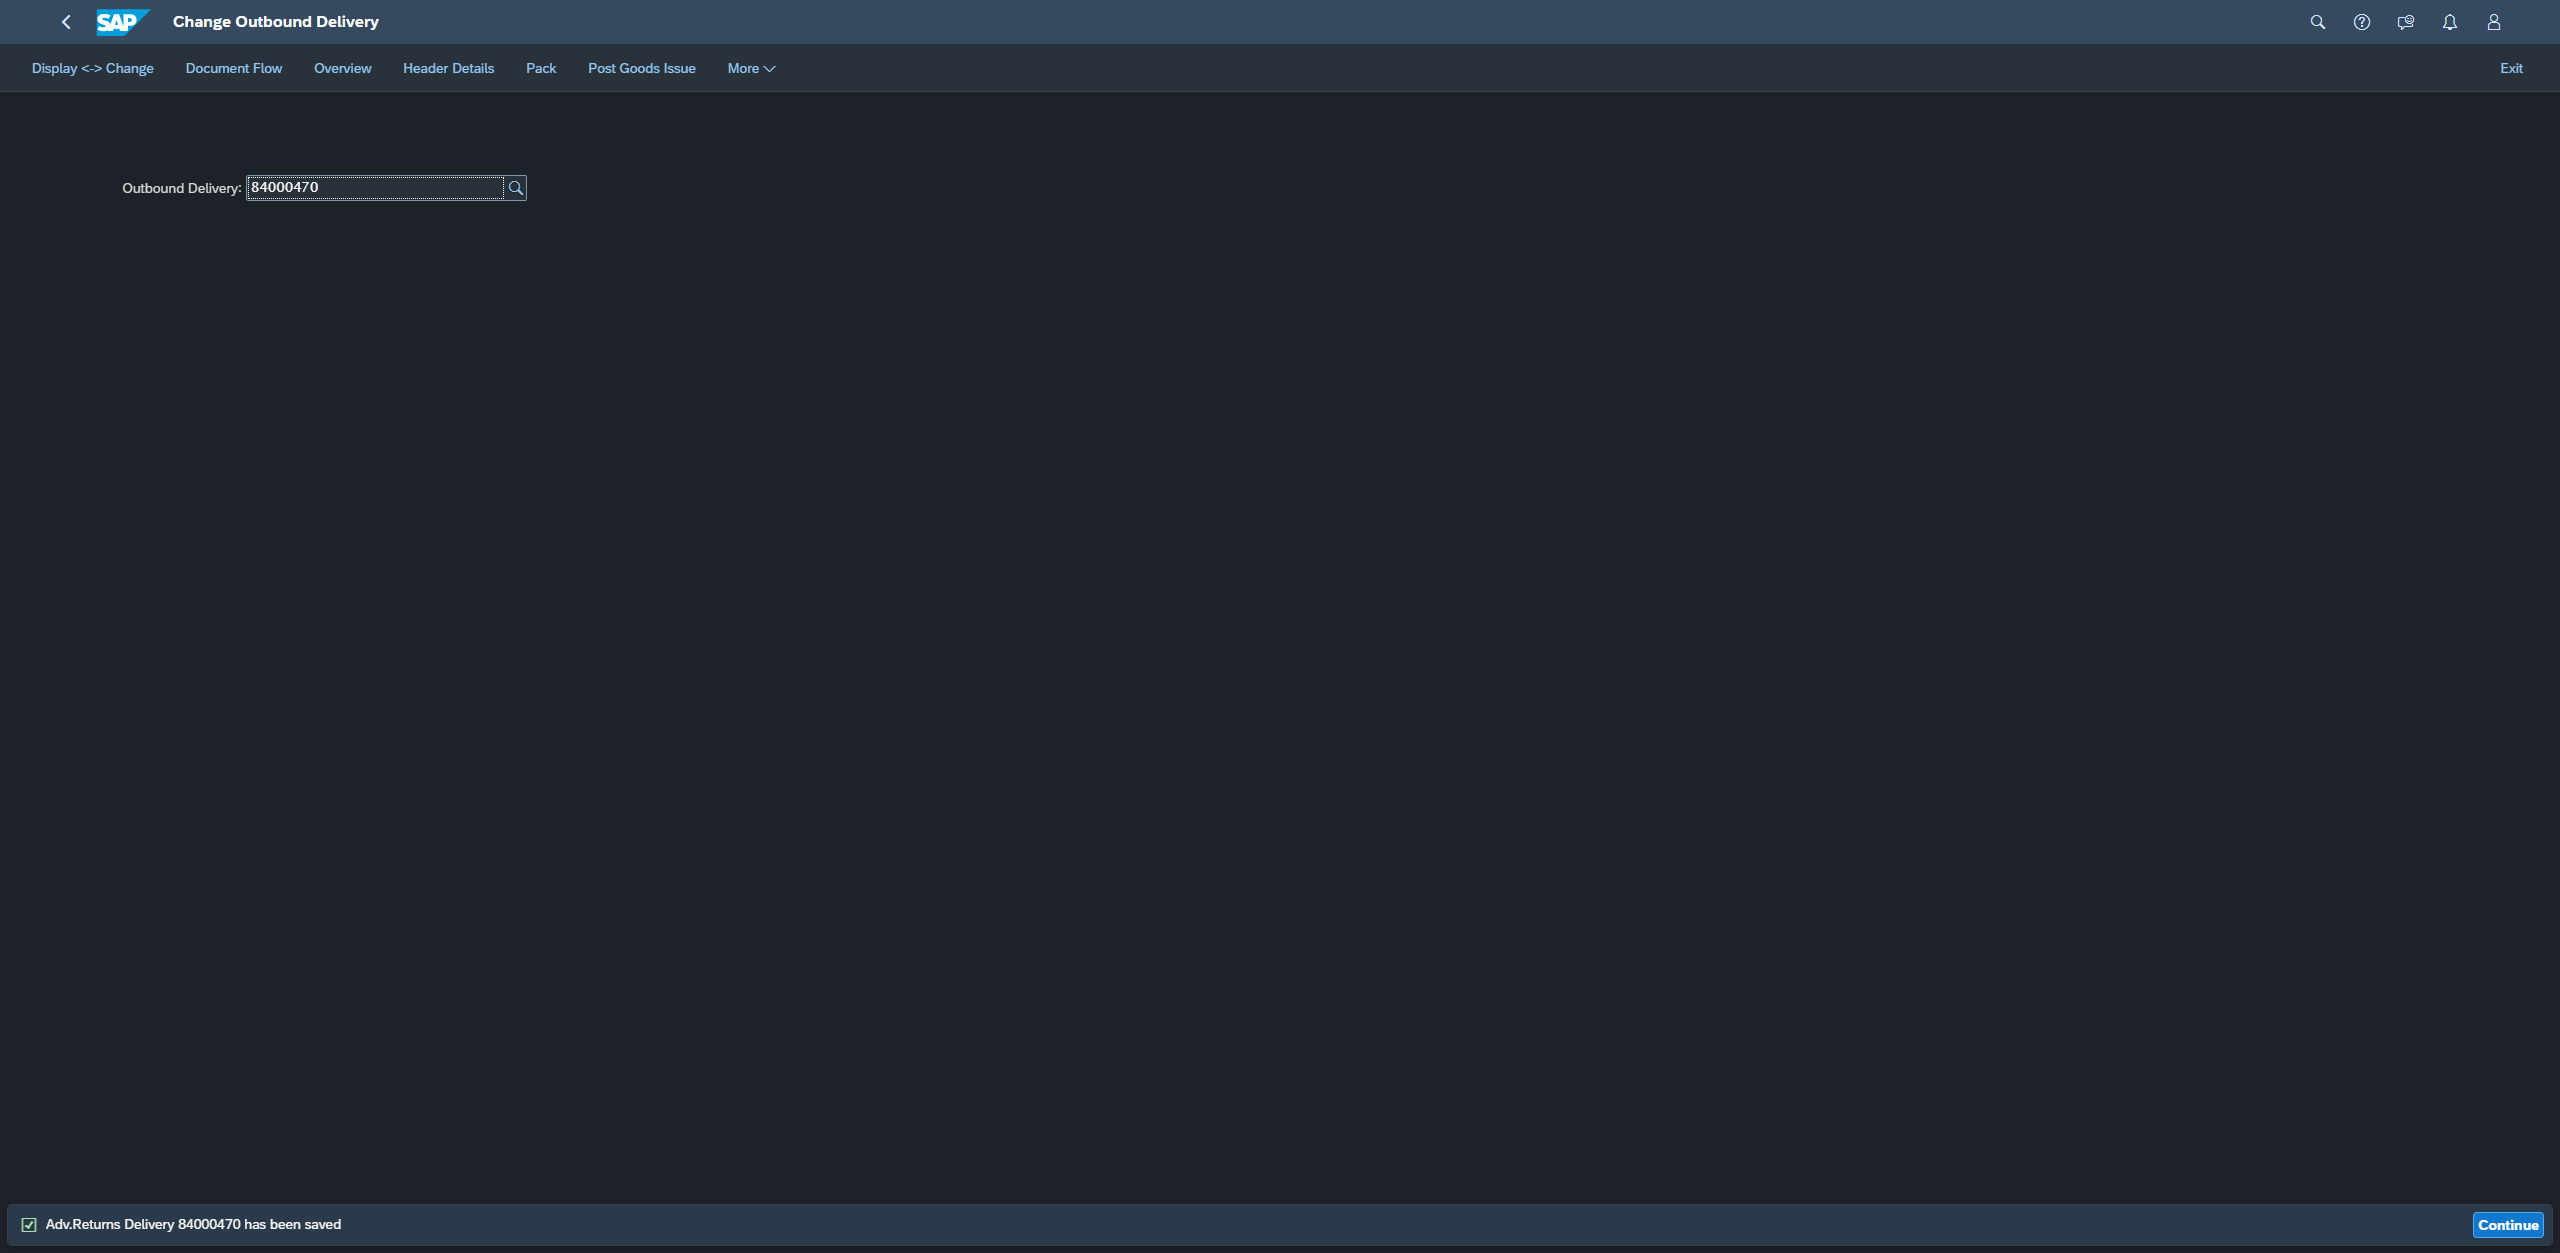 SAP Change Outbound Delivery
Display <-> Change Document Flow Overview Header Details Pack Post Goods Issue More Exit
Outbound Delivery: 84000470
Adv.Returns Delivery 84000470 has been saved Continue